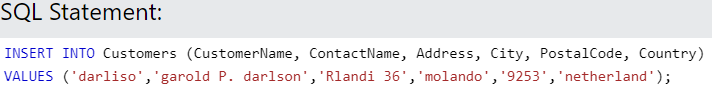 SQL Statement:
INSERT INTO Customers (CustomerName, ContactName, Address, City, PostalCode, Country)
VALUES ('darliso','garold P. darlson','Rlandi 36','molando','9253','netherland');